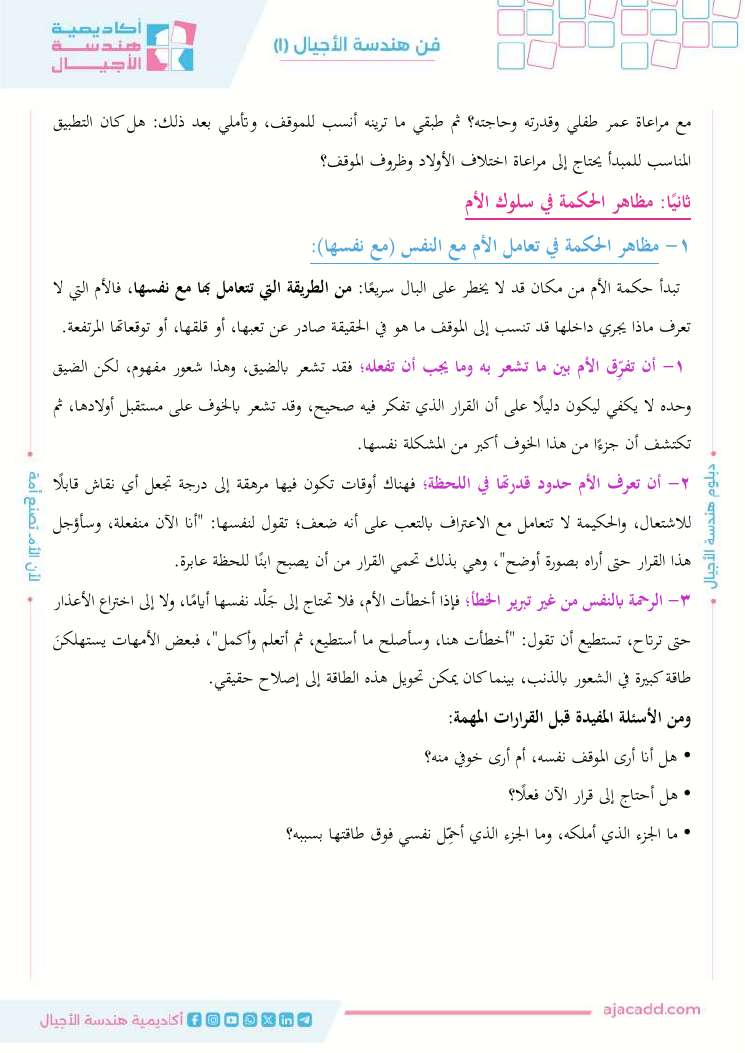 أكاديمية
هندسة
الأجيال
فن هندسة الأجيال (١)
مع مراعاة عمر طفلي وقدرته وحاجته؟ ثم طبقي ما ترينه أنسب للموقف، وتأملي بعد ذلك: هل كان التطبيق
المناسب للمبدأ يحتاج إلى مراعاة اختلاف الأولاد وظروف الموقف؟
ثانيًا: مظاهر الحكمة في سلوك الأم
١- مظاهر الحكمة في تعامل الأم مع النفس (مع نفسها):
تبدأ حكمة الأم من مكان قد لا يخطر على البال سريعًا: من الطريقة التي تتعامل بها مع نفسها، فالأم التي لا
تعرف ماذا يجري داخلها قد تنسب إلى الموقف ما هو في الحقيقة صادر عن تعبها، أو قلقها، أو توقعاتها المرتفعة.
١- أن تفرِّق الأم بين ما تشعر به وما يجب أن تفعله؛ فقد تشعر بالضيق، وهذا شعور مفهوم، لكن الضيق
وحده لا يكفي ليكون دليلًا على أن القرار الذي تفكر فيه صحيح، وقد تشعر بالخوف على مستقبل أولادها، ثم
تكتشف أن جزءًا من هذا الخوف أكبر من المشكلة نفسها.
٢- أن تعرف الأم حدود قدرتها في اللحظة؛ فهناك أوقات تكون فيها مرهقة إلى درجة تجعل أي نقاش قابلًا
للاشتعال، والحكيمة لا تتعامل مع الاعتراف بالتعب على أنه ضعف؛ تقول لنفسها: "أنا الآن منفعلة، وسأؤجل
هذا القرار حتى أراه بصورة أوضح"، وهي بذلك تحمي القرار من أن يصبح ابنًا للحظة عابرة.
٣- الرحمة بالنفس من غير تبرير الخطأ؛ فإذا أخطأت الأم، فلا تحتاج إلى جَلْد نفسها أيامًا، ولا إلى اختراع الأعذار
حتى ترتاح، تستطيع أن تقول: "أخطأت هنا، وسأصلح ما أستطيع، ثم أتعلم وأكمل"، فبعض الأمهات يستهلكنَ
طاقة كبيرة في الشعور بالذنب، بينما كان يمكن تحويل هذه الطاقة إلى إصلاح حقيقي.
ومن الأسئلة المفيدة قبل القرارات المهمة:
• هل أنا أرى الموقف نفسه، أم أرى خوفي منه؟
• هل أحتاج إلى قرار الآن فعلًا؟
• ما الجزء الذي أملكه، وما الجزء الذي أحمِّل نفسي فوق طاقتها بسببه؟
دبلوم هندسة الأجيال
لأن الأم تصنع أمة
ajacadd.com
أكاديمية هندسة الأجيال